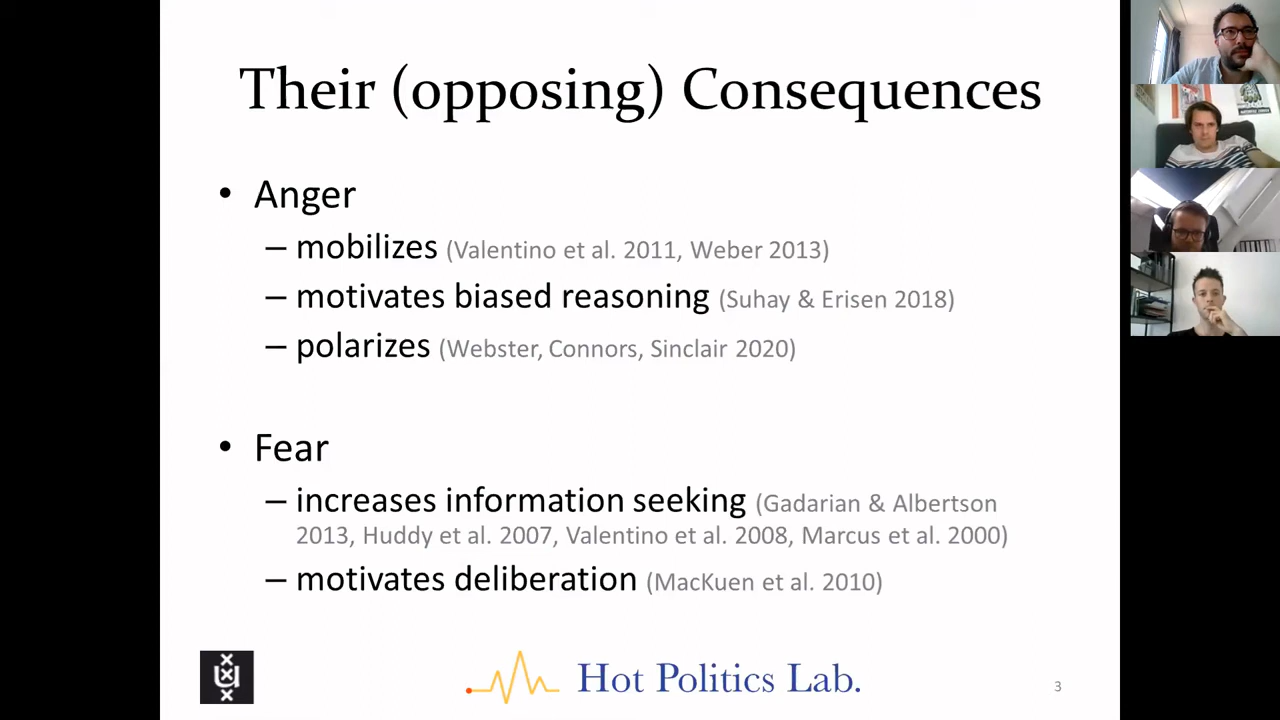 Their (opposing) Consequences
• Anger
– mobilizes (Valentino et al. 2011, Weber 2013)
– motivates biased reasoning (Suhay & Erisen 2018)
– polarizes (Webster, Connors, Sinclair 2020)
• Fear
– increases information seeking (Gadarian & Albertson
2013, Huddy et al. 2007, Valentino et al. 2008, Marcus et al. 2000)
– motivates deliberation (MacKuen et al. 2010)
Hot Politics Lab.
3